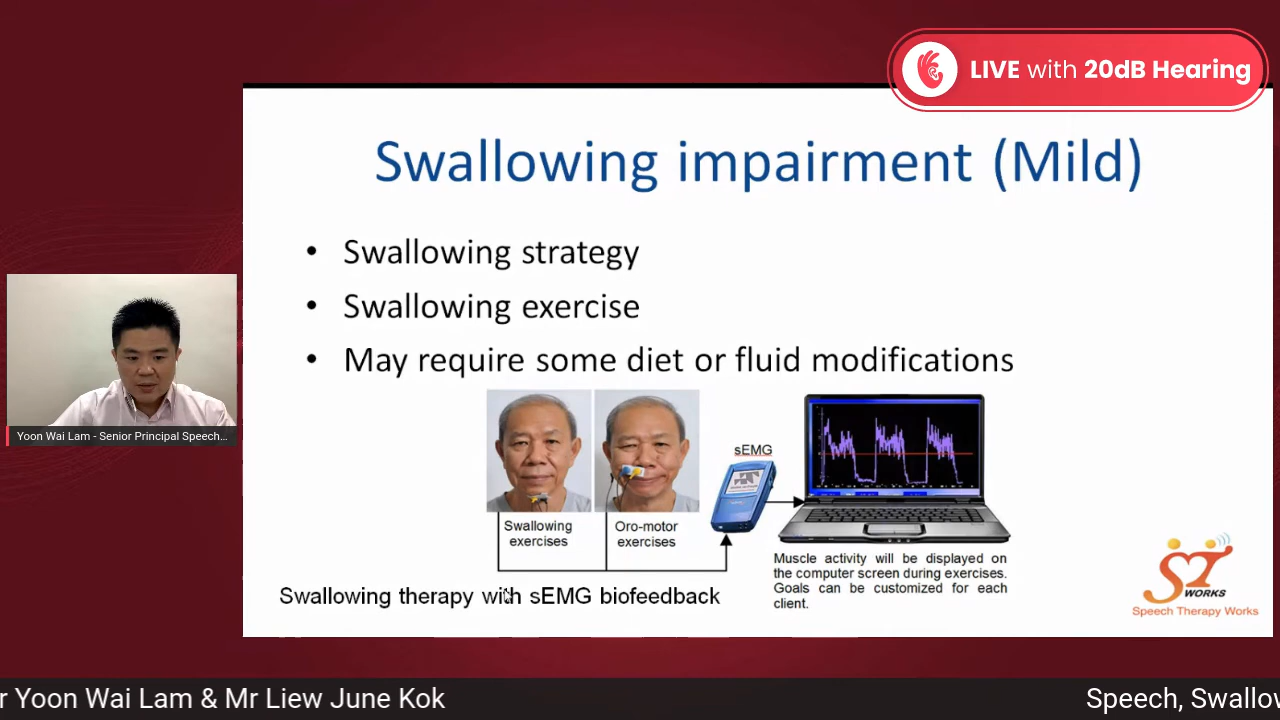 LIVE with 20dB Hearing
Swallowing impairment (Mild)
• Swallowing strategy
• Swallowing exercise
• May require some diet or fluid modifications
sEMG
Swallowing
exercises
Oro-motor
exercises
Muscle activity will be displayed on
the computer screen during exercises.
Goals can be customized for each
client.
Swallowing therapy with sEMG biofeedback
ST
WORKS
Speech Therapy Works
Yoon Wai Lam - Senior Principal Speech...
r Yoon Wai Lam & Mr Liew June Kok
Speech, Swallow